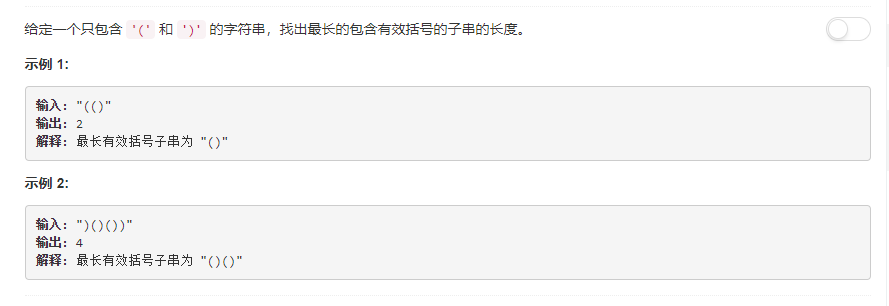 给定一个只包含 '(' 和 ')' 的字符串，找出最长的包含有效括号的子串的长度。
示例 1:
输入: "(()"
输出: 2
解释: 最长有效括号子串为 "()"
示例 2:
输入: ")()())"
输出: 4
解释: 最长有效括号子串为 "()()"